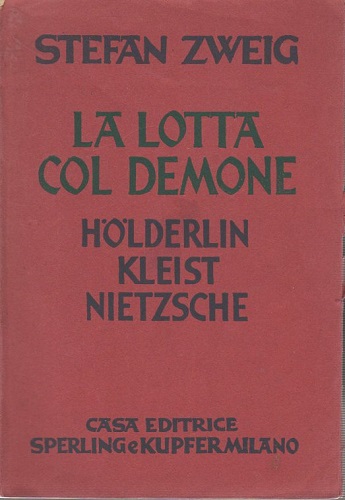 STEFAN ZWEIG
LA LOTTA
COL DEMONE
HÖLDERLIN
KLEIST
NIETZSCHE
CASA EDITRICE
SPERLING e KUPFER MILANO